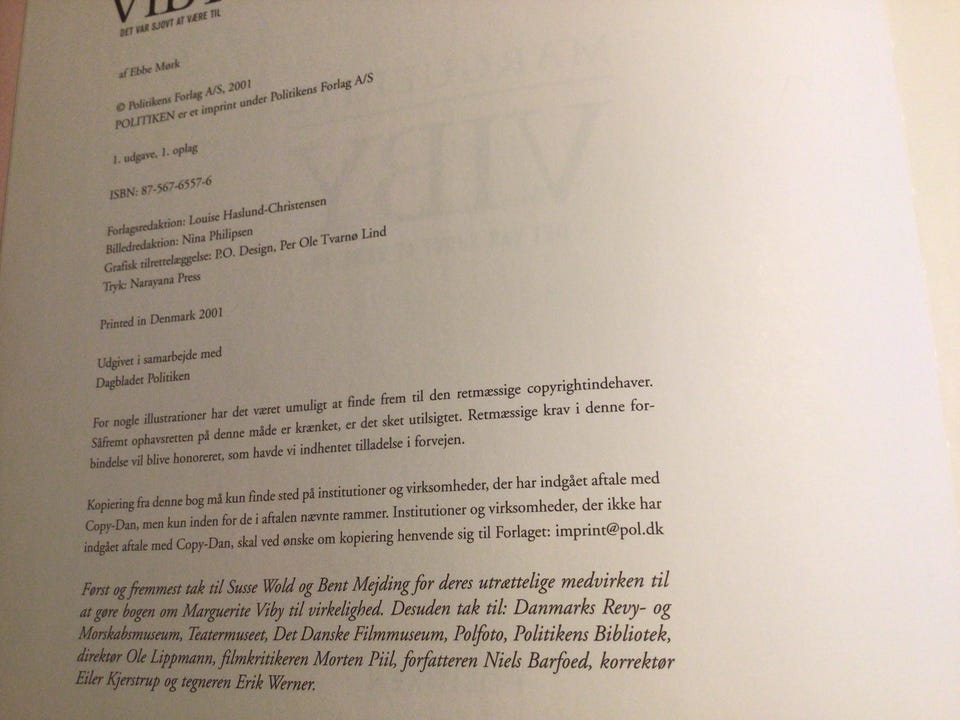 VIBY
DET VAR SJOVT AT VÆRE TIL
af Ebbe Mørk
© Politikens Forlag A/S, 2001
POLITIKEN er et imprint under Politikens Forlag A/S
1. udgave, 1. oplag
ISBN: 87-567-6557-6
Forlagsredaktion: Louise Haslund-Christensen
Billedredaktion: Nina Philipsen
Grafisk tilrettelæggelse: P.O. Design, Per Ole Tvarnø Lind
Tryk: Narayana Press
Printed in Denmark 2001
Udgivet i samarbejde med
Dagbladet Politiken
For nogle illustrationer har det været umuligt at finde frem til den retmæssige copyrightindehaver.
Såfremt ophavsretten på denne måde er krænket, er det sket utilsigtet. Retmæssige krav i denne for-
bindelse vil blive honoreret, som havde vi indhentet tilladelse i forvejen.
Kopiering fra denne bog må kun finde sted på institutioner og virksomheder, der har indgået aftale med
Copy-Dan, men kun inden for de i aftalen nævnte rammer. Institutioner og virksomheder, der ikke har
indgået aftale med Copy-Dan, skal ved ønske om kopiering henvende sig til Forlaget: imprint@pol.dk
Først og fremmest tak til Susse Wold og Bent Mejding for deres utrættelige medvirken til
at gøre bogen om Marguerite Viby til virkelighed. Desuden tak til: Danmarks Revy- og
Morskabsmuseum, Teatermuseet, Det Danske Filmmuseum, Polfoto, Politikens Bibliotek,
direktør Ole Lippmann, filmkritikeren Morten Piil, forfatteren Niels Barfoed, korrektør
Eiler Kjerstrup og tegneren Erik Werner.